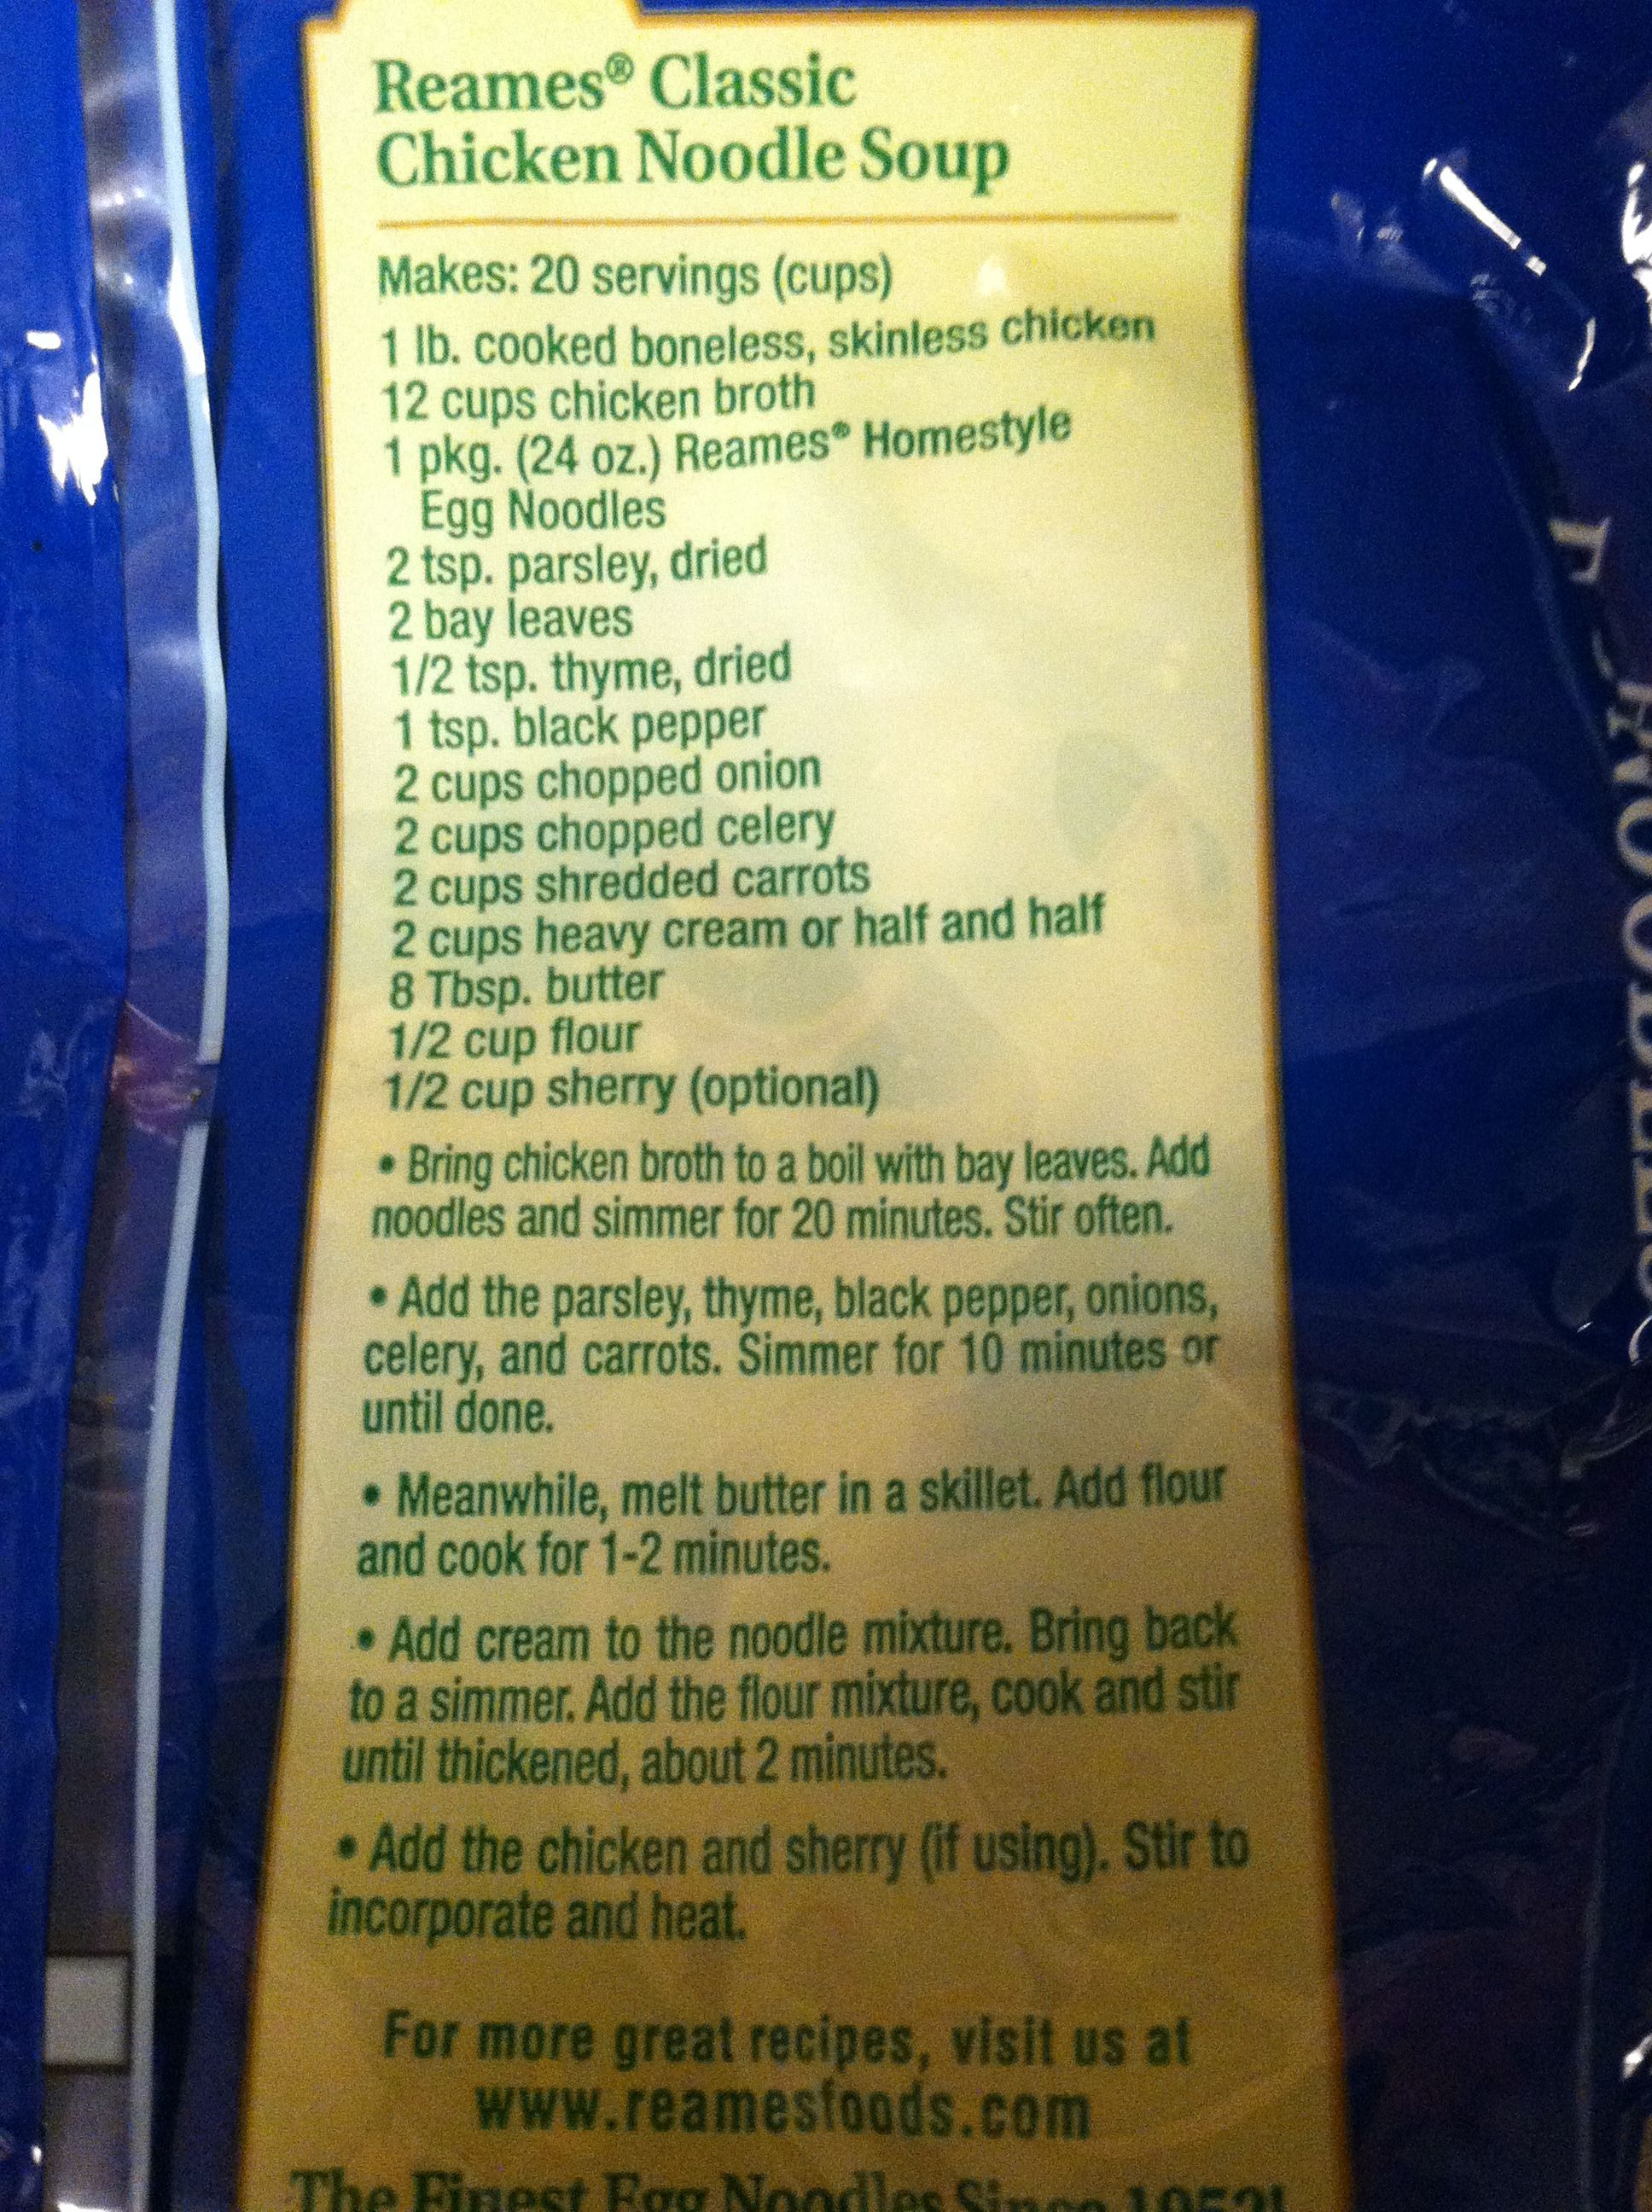 Reames® Classic
Chicken Noodle Soup
Makes: 20 servings (cups)
1 lb. cooked boneless, skinless chicken
12 cups chicken broth
1 pkg. (24 oz.) Reames® Homestyle
Egg Noodles
2 tsp. parsley, dried
2 bay leaves
1/2 tsp. thyme, dried
1 tsp. black pepper
2 cups chopped onion
2 cups chopped celery
2 cups shredded carrots
2 cups heavy cream or half and half
8 Tbsp. butter
1/2 cup flour
1/2 cup sherry (optional)
• Bring chicken broth to a boil with bay leaves. Add
noodles and simmer for 20 minutes. Stir often.
• Add the parsley, thyme, black pepper, onions,
celery, and carrots. Simmer for 10 minutes or
until done.
• Meanwhile, melt butter in a skillet. Add flour
and cook for 1-2 minutes.
• Add cream to the noodle mixture. Bring back
to a simmer. Add the flour mixture, cook and stir
until thickened, about 2 minutes.
• Add the chicken and sherry (if using). Stir to
incorporate and heat.
For more great recipes, visit us at
www.reamesfoods.com
The Finest Egg Noodles Since 1952!
NOODLES